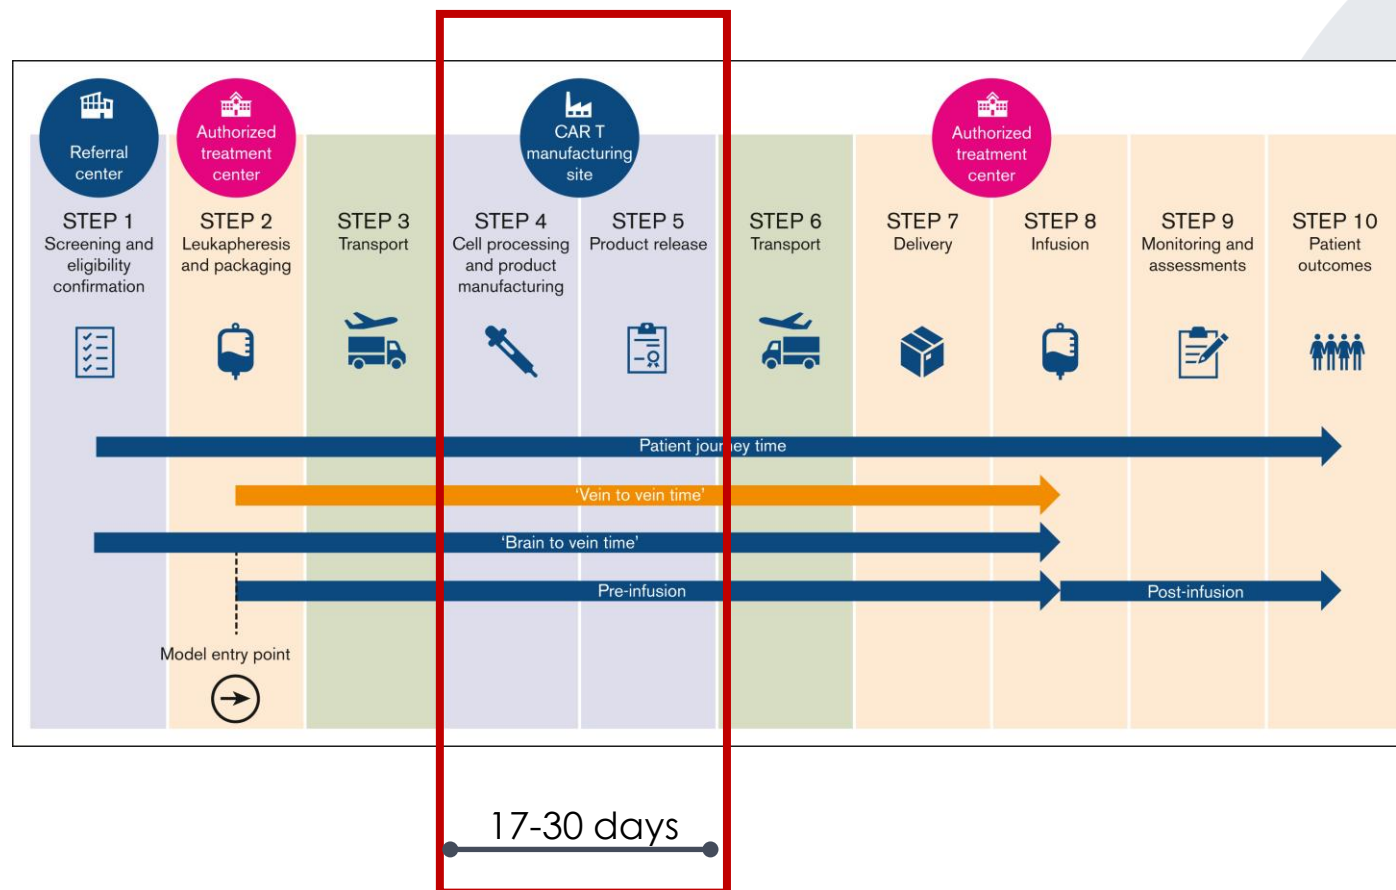 Referral
center
Authorized
treatment
center
CAR T
manufacturing
site
Authorized
treatment
center
STEP 1
Screening and
eligibility
confirmation
STEP 2
Leukapheresis
and packaging
STEP 3
Transport
STEP 4
Cell processing
and product
manufacturing
STEP 5
Product release
STEP 6
Transport
STEP 7
Delivery
STEP 8
Infusion
STEP 9
Monitoring and
assessments
STEP 10
Patient
outcomes
Patient journey time
'Vein to vein time'
'Brain to vein time'
Pre-infusion
Post-infusion
Model entry point
17-30 days